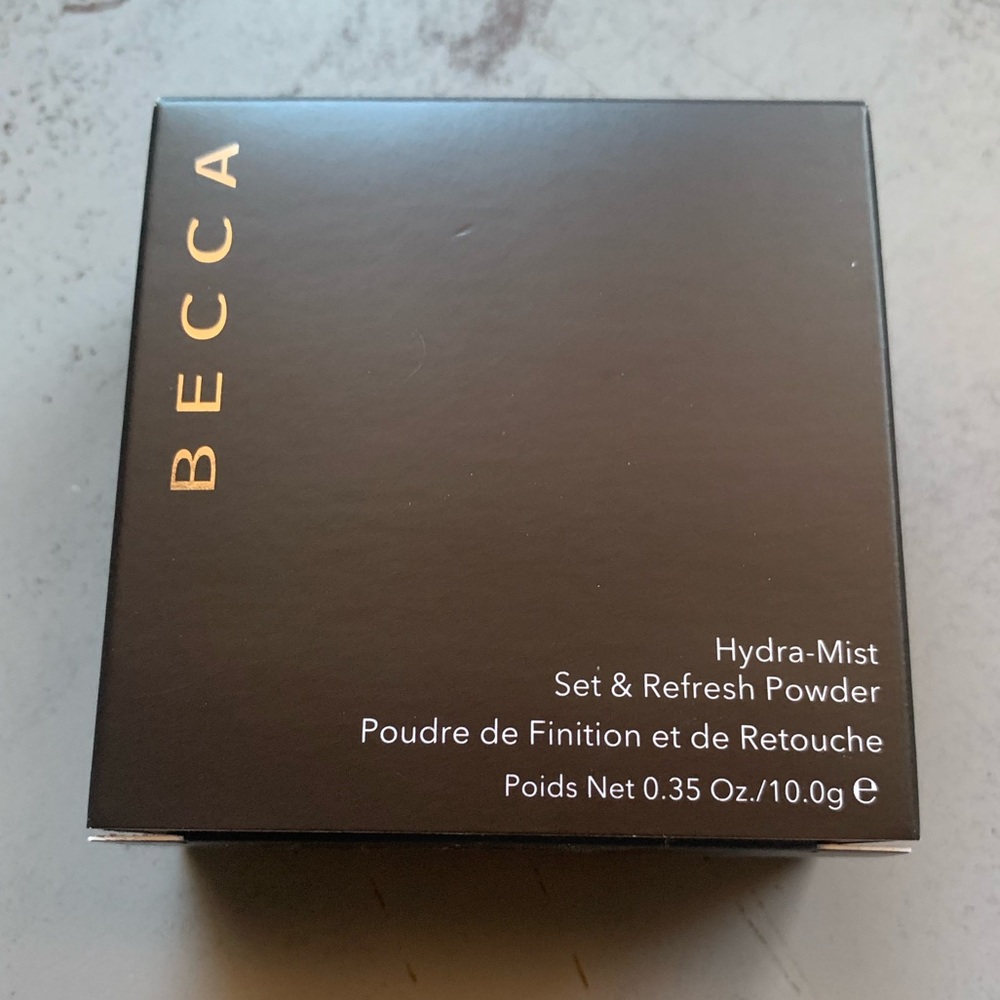 BECCA
Hydra-Mist
Set & Refresh Powder
Poudre de Finition et de Retouche
Poids Net 0.35 Oz./10.0g ℮